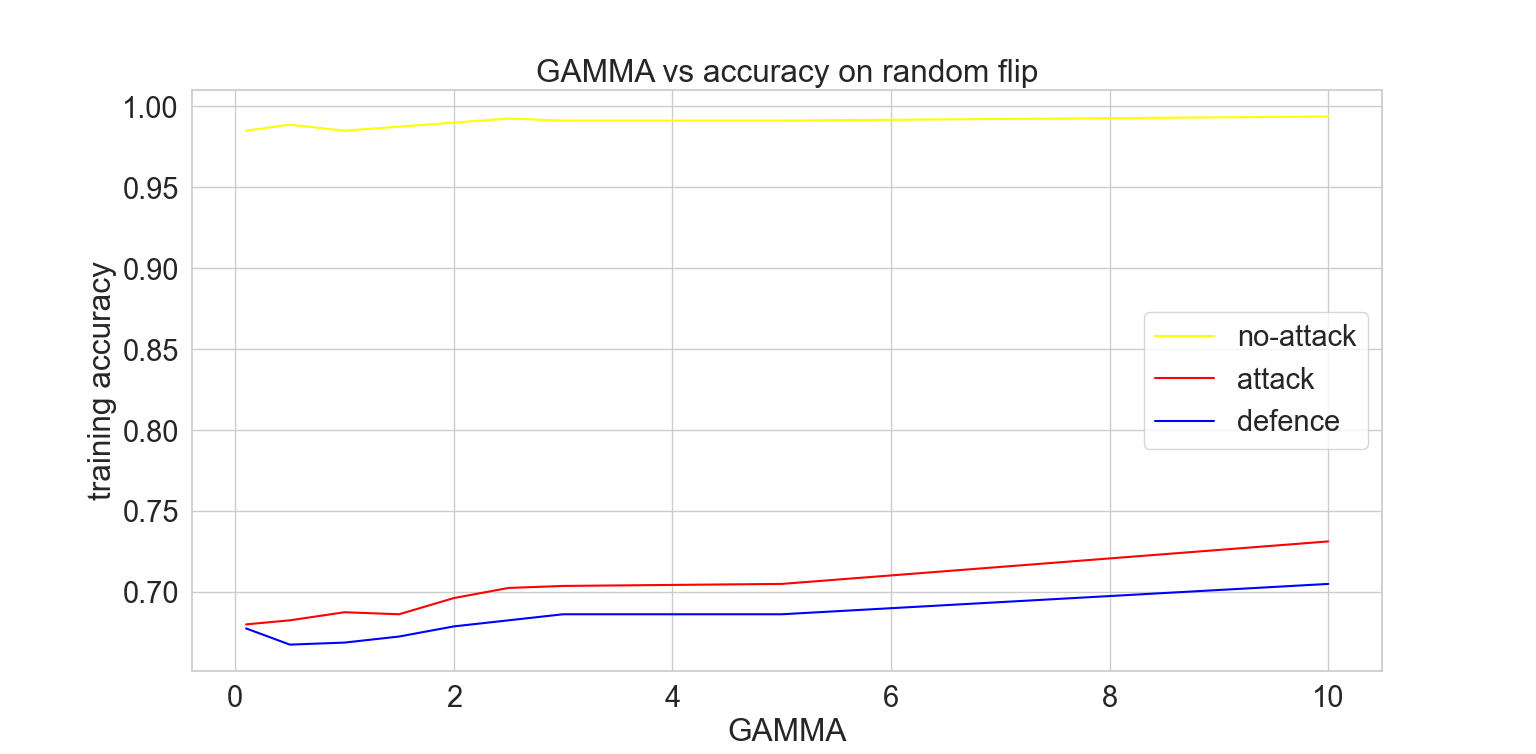 GAMMA vs accuracy on random flip
training accuracy
1.00
0.95
0.90
0.85
0.80
0.75
0.70
no-attack
attack
defence
0 2 4 6 8 10
GAMMA